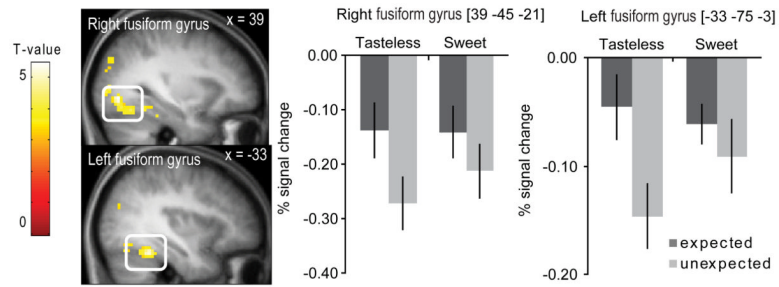 T-value
5
0
Right fusiform gyrus
x = 39
Left fusiform gyrus
x = -33
Right fusiform gyrus [39 -45 -21]
Tasteless
Sweet
0.00
-0.10
-0.20
-0.30
-0.40
% signal change
Left fusiform gyrus [-33 -75 -3]
Tasteless
Sweet
0.00
-0.10
-0.20
% signal change
expected
unexpected